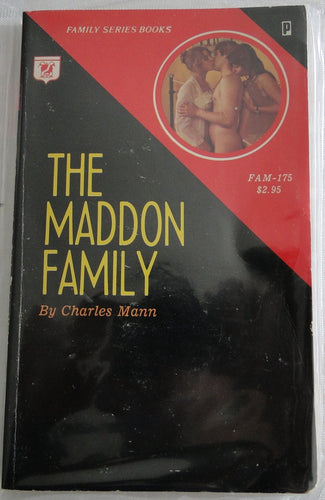 FAMILY SERIES BOOKS
P
FAM-175
$2.95
THE
MADDON
FAMILY
By Charles Mann